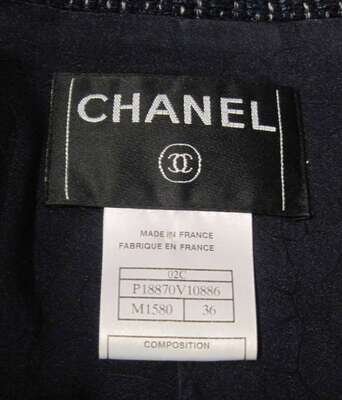 CHANEL
MADE IN FRANCE
FABRIQUE EN FRANCE
02C
P18870V10886
M1580 36
COMPOSITION